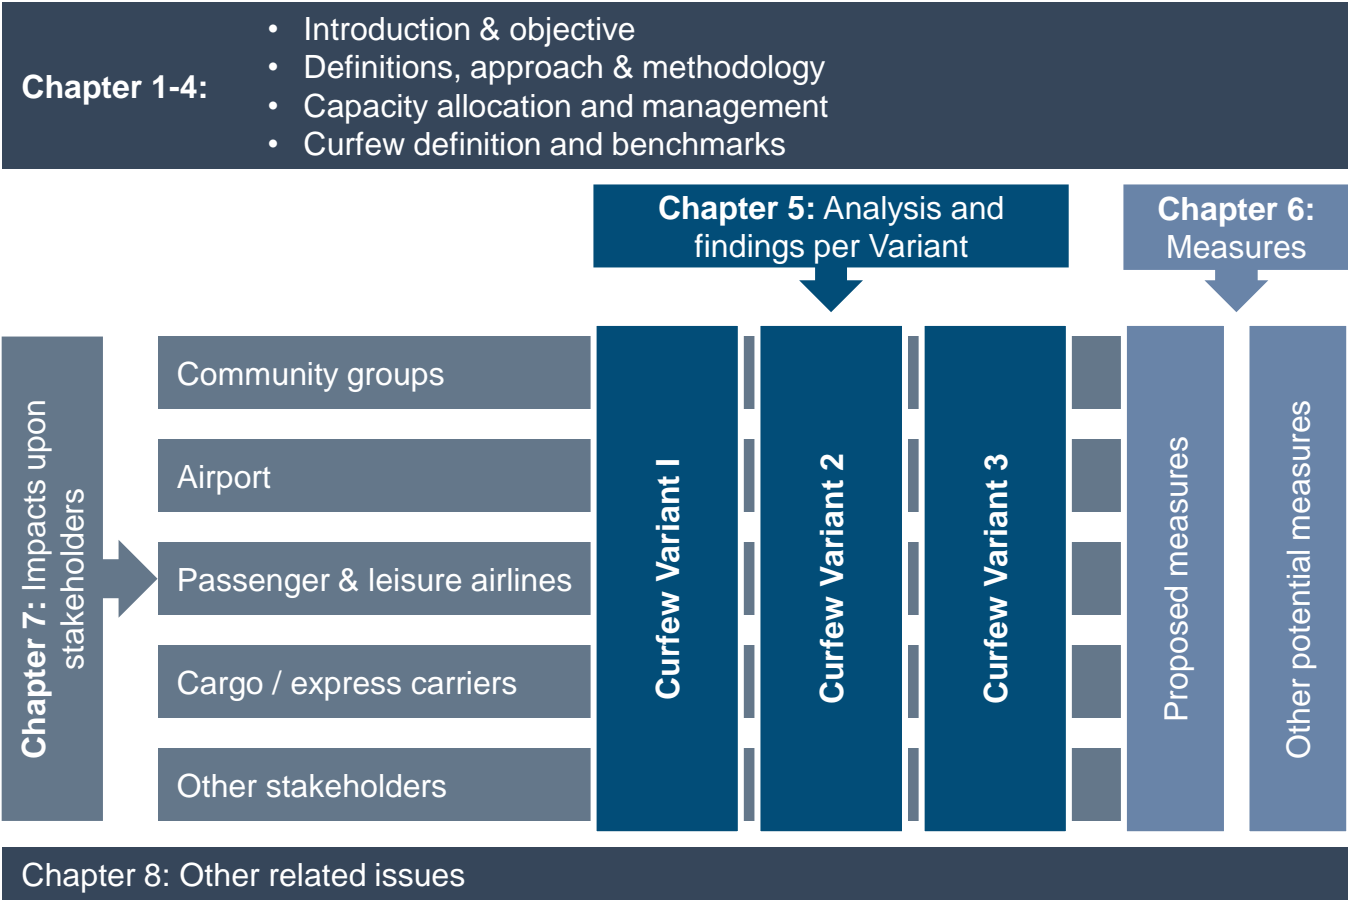 Chapter 1-4:
• Introduction & objective
• Definitions, approach & methodology
• Capacity allocation and management
• Curfew definition and benchmarks
Chapter 5: Analysis and
findings per Variant
Chapter 6:
Measures
Chapter 7: Impacts upon
stakeholders
Community groups
Airport
Passenger & leisure airlines
Cargo / express carriers
Other stakeholders
Curfew Variant I
Curfew Variant 2
Curfew Variant 3
Proposed measures
Other potential measures
Chapter 8: Other related issues